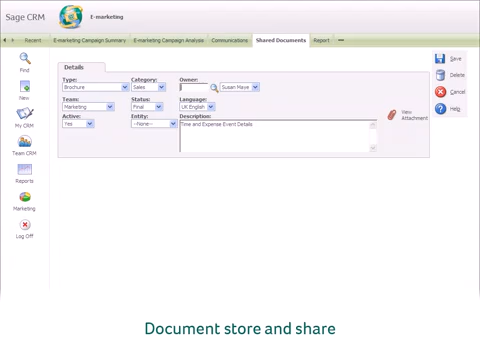 Sage CRM
E-marketing
Recent E-marketing Campaign Summary E-marketing Campaign Analysis Communications Shared Documents Report
Find
New
My CRM
Team CRM
Reports
Marketing
Log Off
Details
Type: Category: Owner:
Brochure Sales Susan Maye
Team: Status: Language:
Marketing Final UK English
Active: Entity: Description:
Yes --None-- Time and Expense Event Details
New
Attachment
Save
Delete
Cancel
Help
Document store and share